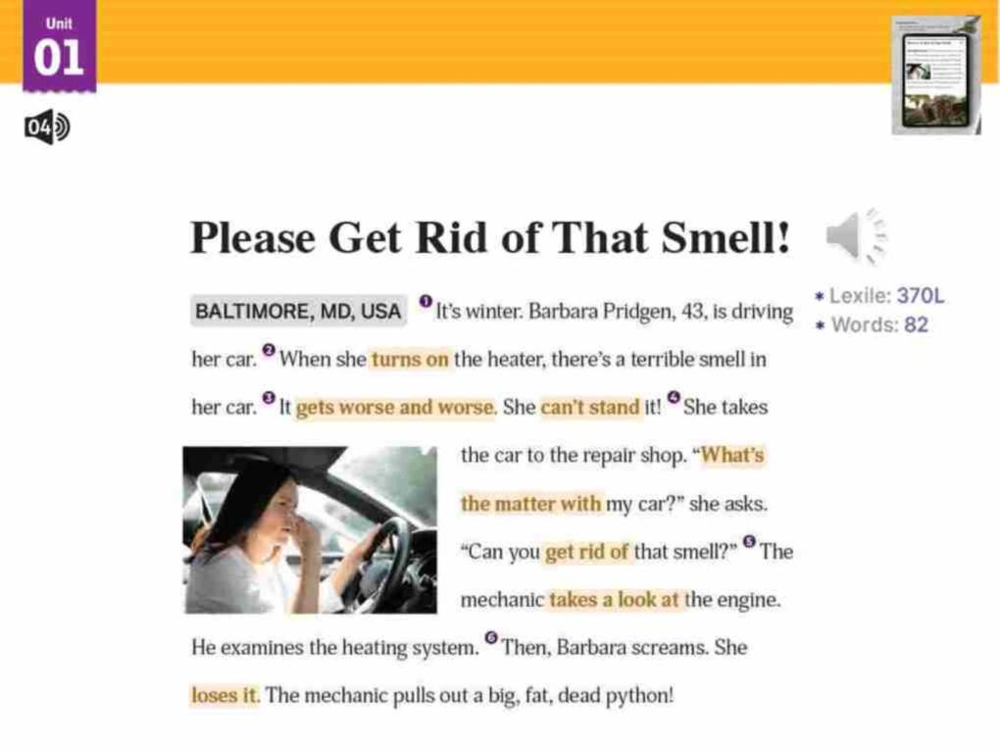 Unit
01
04
Please Get Rid of That Smell!
* Lexile: 370L
* Words: 82
BALTIMORE, MD, USA ❶ It's winter. Barbara Pridgen, 43, is driving
her car. ❷ When she turns on the heater, there's a terrible smell in
her car. ❸ It gets worse and worse. She can't stand it! ❹ She takes
the car to the repair shop. “What's
the matter with my car?” she asks.
“Can you get rid of that smell?” ❺ The
mechanic takes a look at the engine.
He examines the heating system. ❻ Then, Barbara screams. She
loses it. The mechanic pulls out a big, fat, dead python!